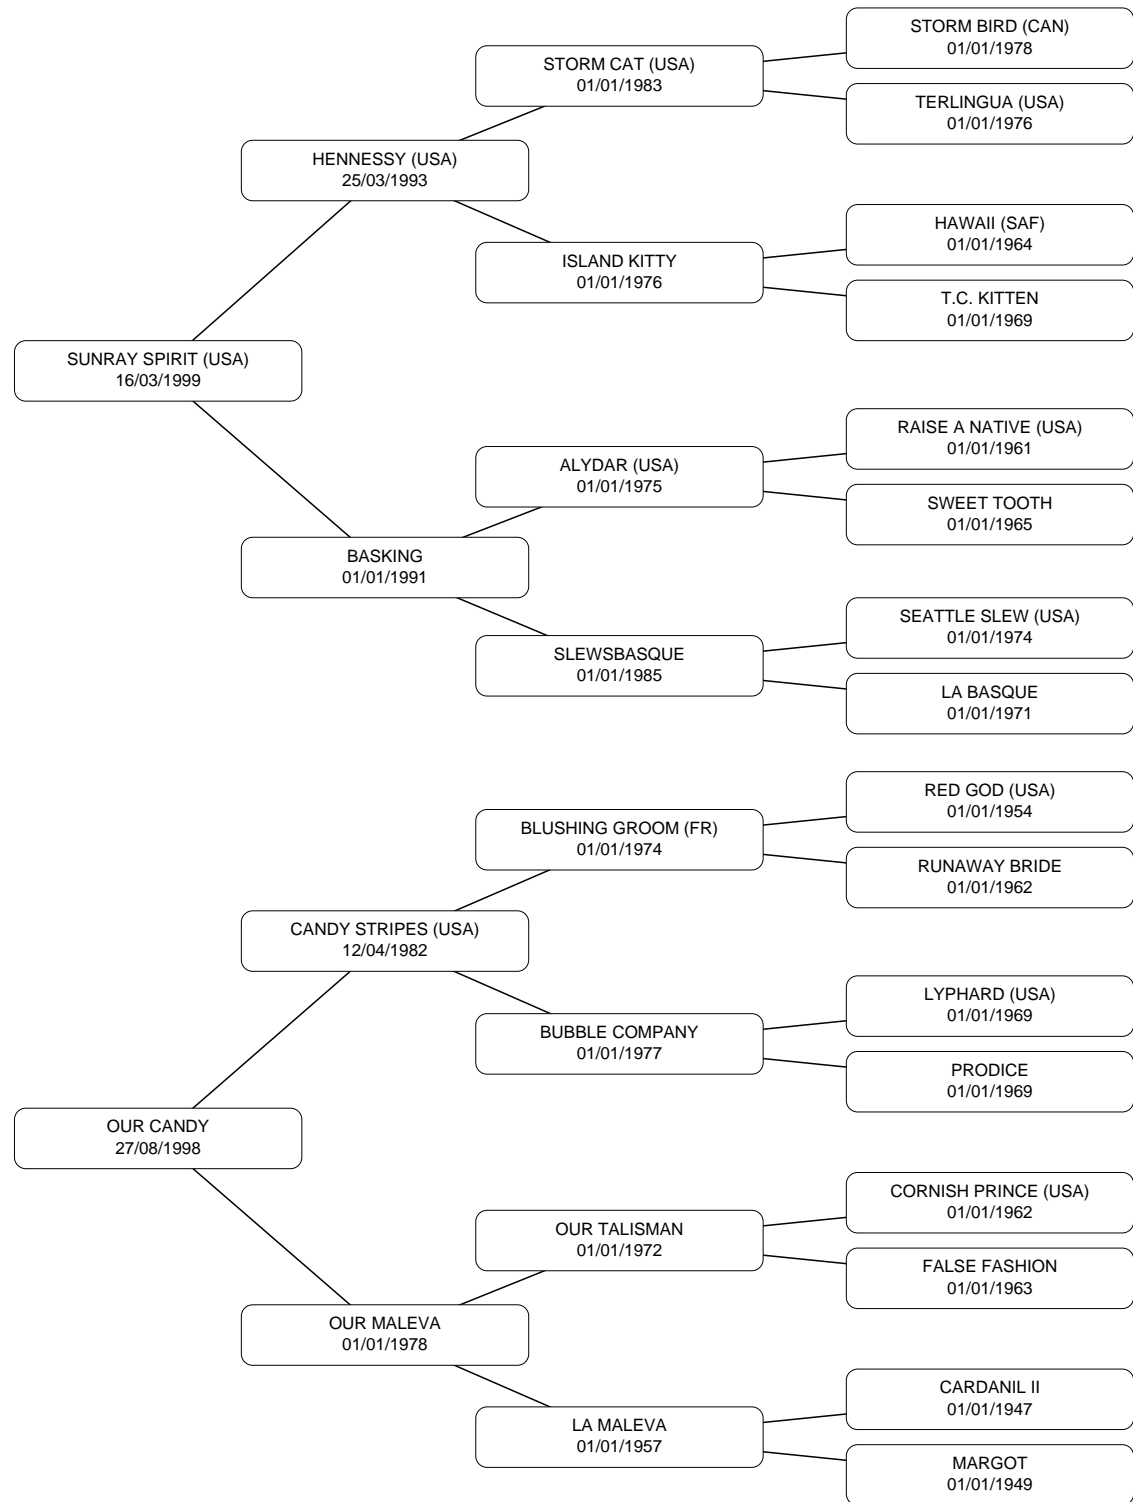 STORM BIRD (CAN)
01/01/1978
STORM CAT (USA)
01/01/1983
TERLINGUA (USA)
01/01/1976
HENNESSY (USA)
25/03/1993
HAWAII (SAF)
01/01/1964
ISLAND KITTY
01/01/1976
T.C. KITTEN
01/01/1969
SUNRAY SPIRIT (USA)
16/03/1999
RAISE A NATIVE (USA)
01/01/1961
ALYDAR (USA)
01/01/1975
SWEET TOOTH
01/01/1965
BASKING
01/01/1991
SEATTLE SLEW (USA)
01/01/1974
SLEWSBASQUE
01/01/1985
LA BASQUE
01/01/1971
RED GOD (USA)
01/01/1954
BLUSHING GROOM (FR)
01/01/1974
RUNAWAY BRIDE
01/01/1962
CANDY STRIPES (USA)
12/04/1982
LYPHARD (USA)
01/01/1969
BUBBLE COMPANY
01/01/1977
PRODICE
01/01/1969
OUR CANDY
27/08/1998
CORNISH PRINCE (USA)
01/01/1962
OUR TALISMAN
01/01/1972
FALSE FASHION
01/01/1963
OUR MALEVA
01/01/1978
CARDANIL II
01/01/1947
LA MALEVA
01/01/1957
MARGOT
01/01/1949